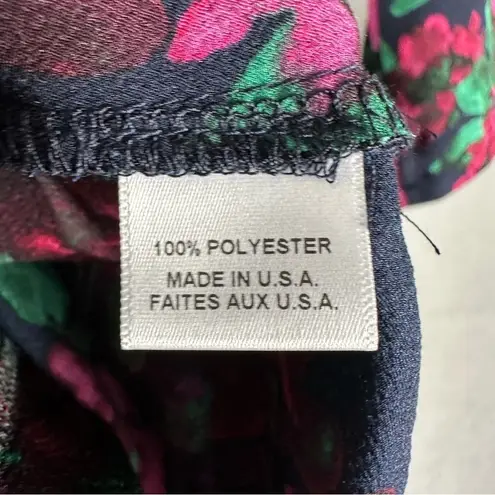 100% POLYESTER
MADE IN U.S.A.
FAITES AUX U.S.A.